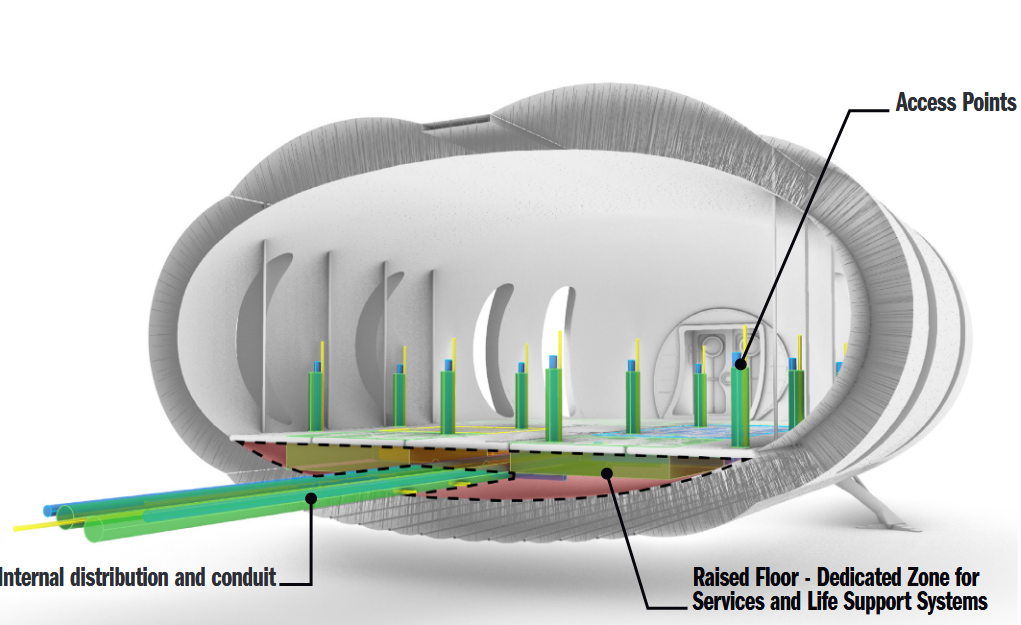 Access Points
Internal distribution and conduit
Raised Floor - Dedicated Zone for
Services and Life Support Systems